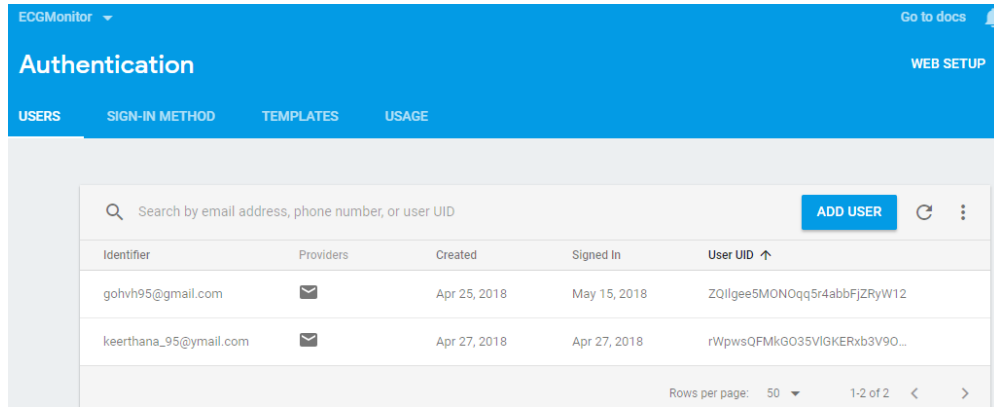 ECGMonitor Go to docs
Authentication WEB SETUP
USERS SIGN-IN METHOD TEMPLATES USAGE
Search by email address, phone number, or user UID ADD USER
Identifier Providers Created Signed In User UID
gohvh95@gmail.com Apr 25, 2018 May 15, 2018 ZQIlgee5MONOqq5r4abbFjZRyW12
keerthana_95@ymail.com Apr 27, 2018 Apr 27, 2018 rWpwsQFMkGO35VlGKERxb3V9O...
Rows per page: 50 1-2 of 2